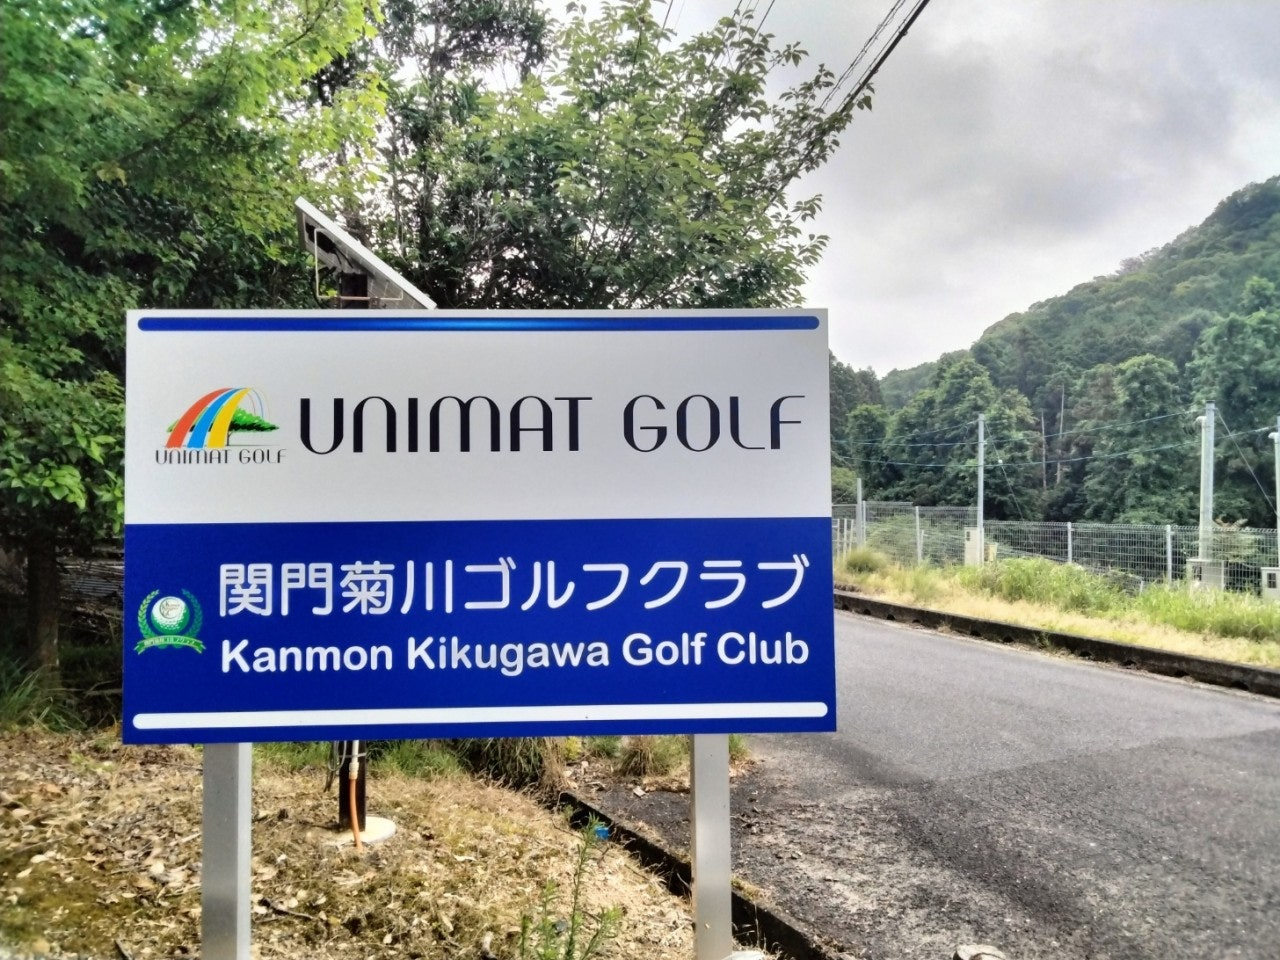 UNIMAT GOLF
UNIMAT GOLF
関門菊川ゴルフクラブ
Kanmon Kikugawa Golf Club